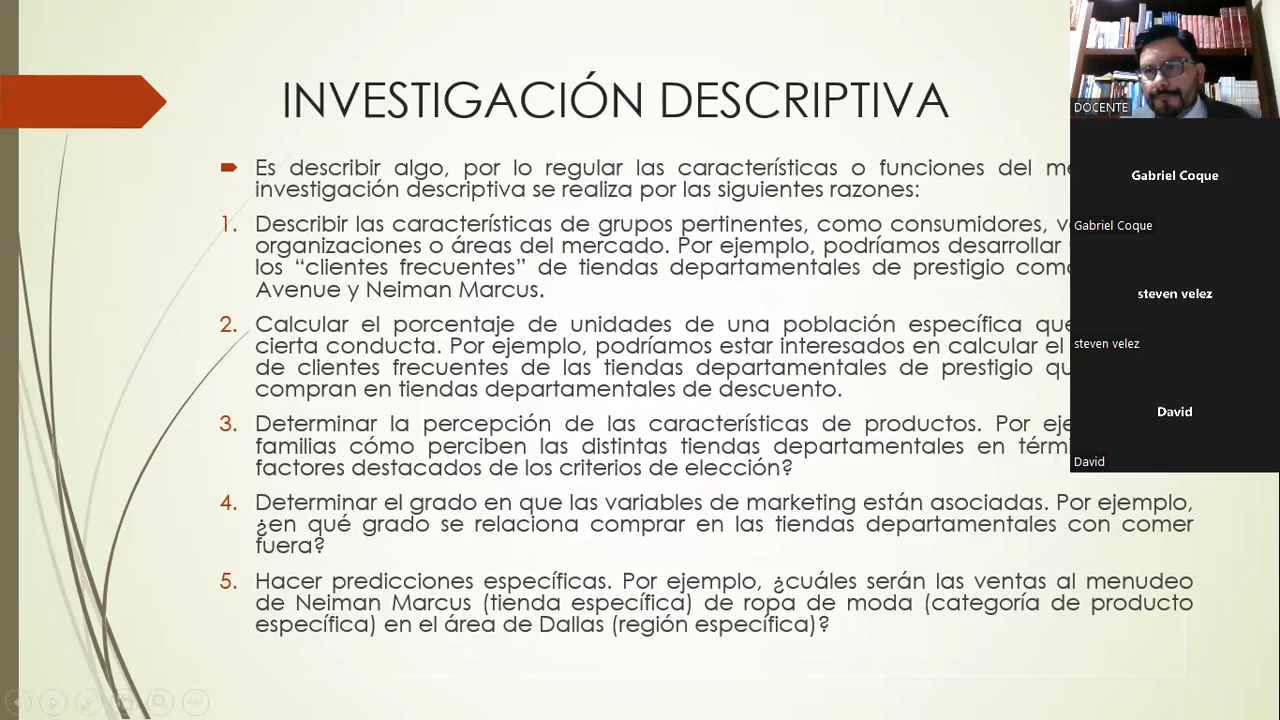 INVESTIGACIÓN DESCRIPTIVA
Es describir algo, por lo regular las características o funciones del
investigación descriptiva se realiza por las siguientes razones:
1. Describir las características de grupos pertinentes, como consumidores,
organizaciones o áreas del mercado. Por ejemplo, podríamos desarrollar
los “clientes frecuentes” de tiendas departamentales de prestigio
Avenue y Neiman Marcus.
2. Calcular el porcentaje de unidades de una población específica
cierta conducta. Por ejemplo, podríamos estar interesados en calcular el
de clientes frecuentes de las tiendas departamentales de prestigio
compran en tiendas departamentales de descuento.
3. Determinar la percepción de las características de productos. Por
familias cómo perciben las distintas tiendas departamentales en
factores destacados de los criterios de elección?
4. Determinar el grado en que las variables de marketing están asociadas. Por ejemplo,
¿en qué grado se relaciona comprar en las tiendas departamentales con comer
fuera?
5. Hacer predicciones específicas. Por ejemplo, ¿cuáles serán las ventas al menudeo
de Neiman Marcus (tienda específica) de ropa de moda (categoría de producto
específica) en el área de Dallas (región específica)?
DOCENTE
Gabriel Coque
Gabriel Coque
steven velez
steven velez
David
David